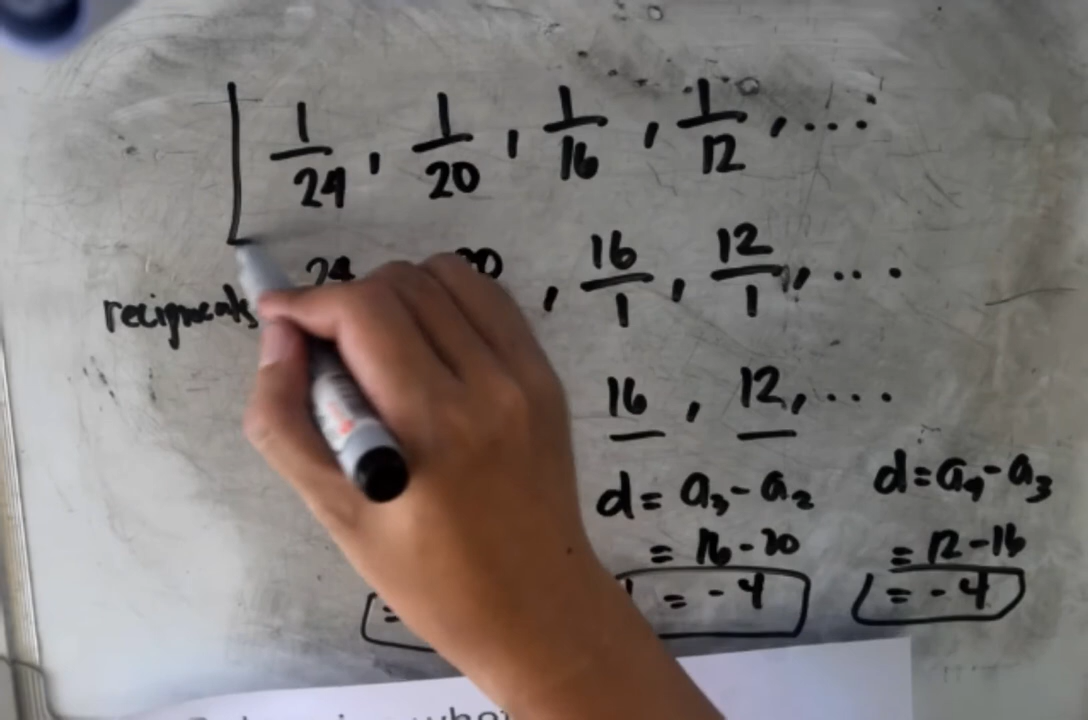 1/24, 1/20, 1/16, 1/12, ...
reciprocals 24 20, 16/1, 12/1, ...
16, 12, ...
d = a₃ - a₂ d = a₄ - a₃
= 16 - 20 = 12 - 16
= = - 4 = - 4